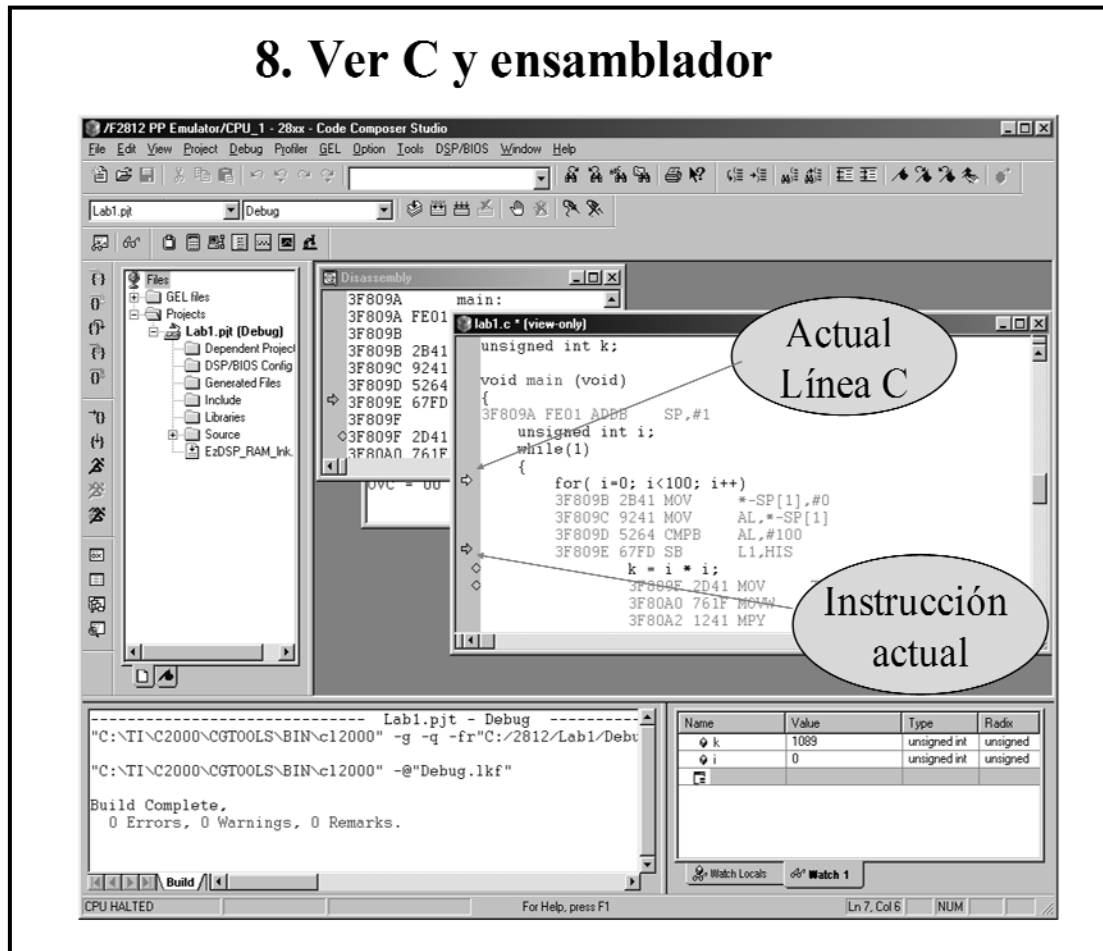 8. Ver C y ensamblador
/F2812 PP Emulator/CPU_1 - 28xx - Code Composer Studio
File Edit View Project Debug Profiler GEL Option Tools DSP/BIOS Window Help
Lab1.pjt
Debug
Files
GEL files
Projects
Lab1.pjt (Debug)
Dependent Project
DSP/BIOS Config
Generated Files
Include
Libraries
Source
EzDSP_RAM_lnk.
Disassembly
3F809A main:
3F809A FE01
3F809B
3F809B 2B41
3F809C 9241
3F809D 5264
3F809E 67FD
3F809F
3F809F 2D41
3F80A0 761F
OVC = 00
lab1.c * (view-only)
unsigned int k;
void main (void)
{
3F809A FE01 ADDB SP,#1
unsigned int i;
while(1)
{
for( i=0; i<100; i++)
3F809B 2B41 MOV *-SP[1],#0
3F809C 9241 MOV AL,*-SP[1]
3F809D 5264 CMPB AL,#100
3F809E 67FD SB L1,HIS
k = i * i;
3F809F 2D41 MOV
3F80A0 761F MOVW
3F80A2 1241 MPY
Actual
Línea C
Instrucción
actual
------------------------------ Lab1.pjt - Debug ----------
"C:\TI\C2000\CGTOOLS\BIN\cl2000" -g -q -fr"C:/2812/Lab1/Debu
"C:\TI\C2000\CGTOOLS\BIN\cl2000" -@"Debug.lkf"
Build Complete,
0 Errors, 0 Warnings, 0 Remarks.
Build
Name Value Type Radix
k 1089 unsigned int unsigned
i 0 unsigned int unsigned
Watch Locals Watch 1
CPU HALTED For Help, press F1 Ln 7, Col 6 NUM